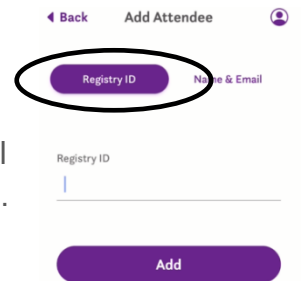 Back Add Attendee
Registry ID Name & Email
Registry ID
.
Add